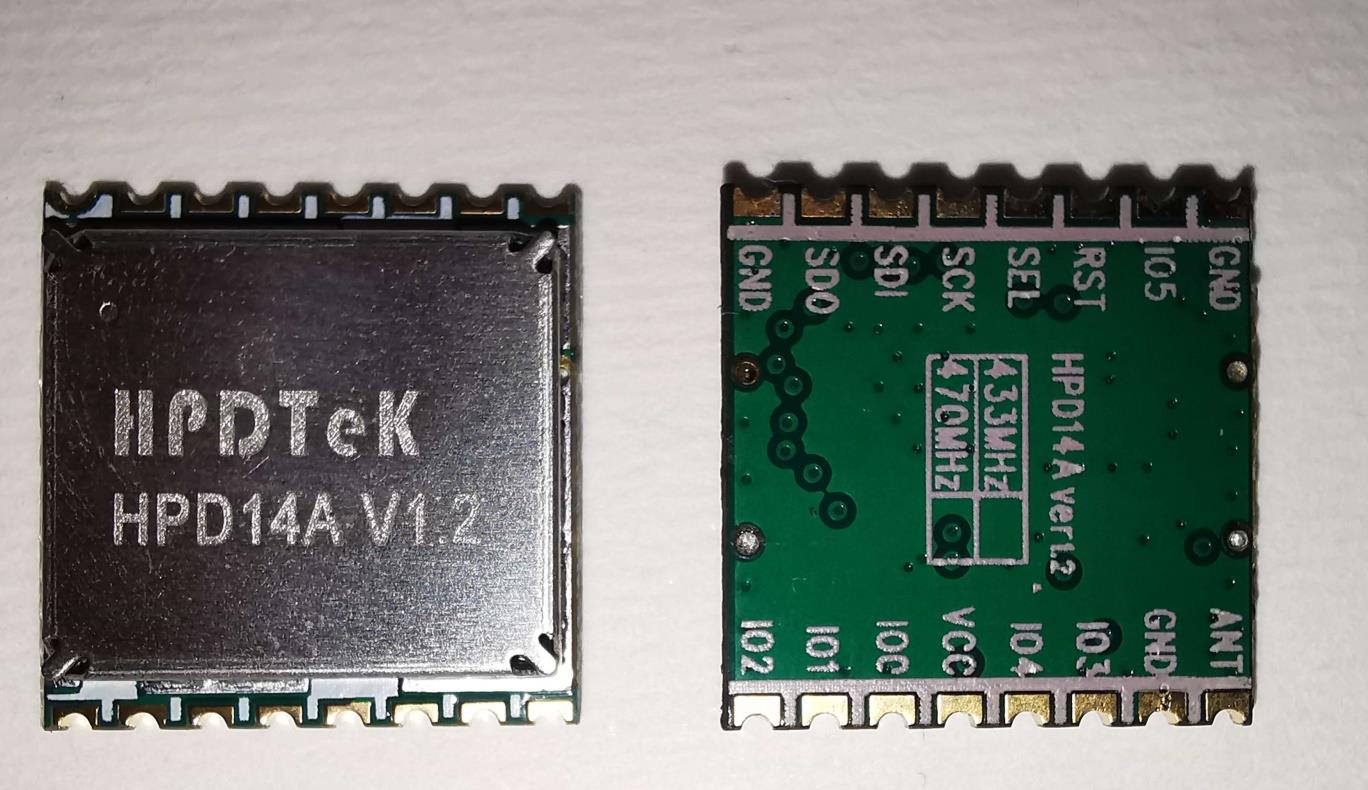 HPDTeK
HPD14A V1.2
GND
SDO
SDI
SCK
SEL
RST
IO5
GND
HPD14A ver1.2
433MHz
470MHz
IO2
IO1
IO0
VCC
IO4
IO3
GND
ANT